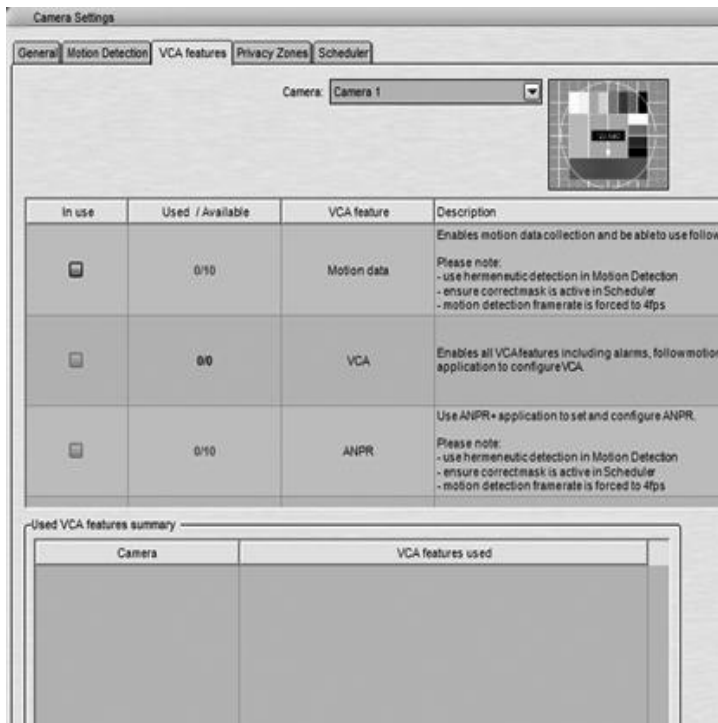 Camera Settings
General Motion Detection VCA features Privacy Zones Scheduler
Camera: Camera 1
In use Used / Available VCA feature Description
Enables motion data collection and be able to use follow
Please note:
0/10 Motion data
- use hermeneutic detection in Motion Detection
- ensure correct mask is active in Scheduler
- motion detection framerate is forced to 4fps
0/0 VCA
Enables all VCA features including alarms, follow motion
application to configure VCA.
Use ANPR+ application to set and configure ANPR.
Please note:
0/10 ANPR
- use hermeneutic detection in Motion Detection
- ensure correct mask is active in Scheduler
- motion detection framerate is forced to 4fps
Used VCA features summary
Camera VCA features used